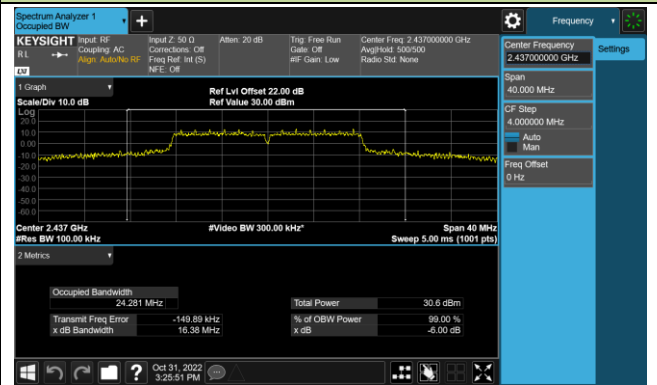 Spectrum Analyzer 1
Occupied BW
Frequency
KEYSIGHT
RL
Input: RF
Coupling: AC
Align: Auto/No RF
Input Z: 50 Ω
Corrections: Off
Freq Ref: Int (S)
NFE: Off
Atten: 20 dB
Trig: Free Run
Gate: Off
#IF Gain: Low
Center Freq: 2.437000000 GHz
Avg|Hold: 500/500
Radio Std: None
Center Frequency
2.437000000 GHz
Settings
Span
40.000 MHz
CF Step
4.000000 MHz
Auto
Man
Freq Offset
0 Hz
1 Graph
Scale/Div 10.0 dB
Ref Lvl Offset 22.00 dB
Ref Value 30.00 dBm
Log
20.0
10.0
0.00
-10.0
-20.0
-30.0
-40.0
-50.0
-60.0
Center 2.437 GHz
#Video BW 300.00 kHz*
Span 40 MHz
#Res BW 100.00 kHz
Sweep 5.00 ms (1001 pts)
2 Metrics
Occupied Bandwidth
24.281 MHz
Total Power
30.6 dBm
Transmit Freq Error
-149.89 kHz
% of OBW Power
99.00 %
x dB Bandwidth
16.38 MHz
x dB
-6.00 dB
?
Oct 31, 2022
3:25:51 PM